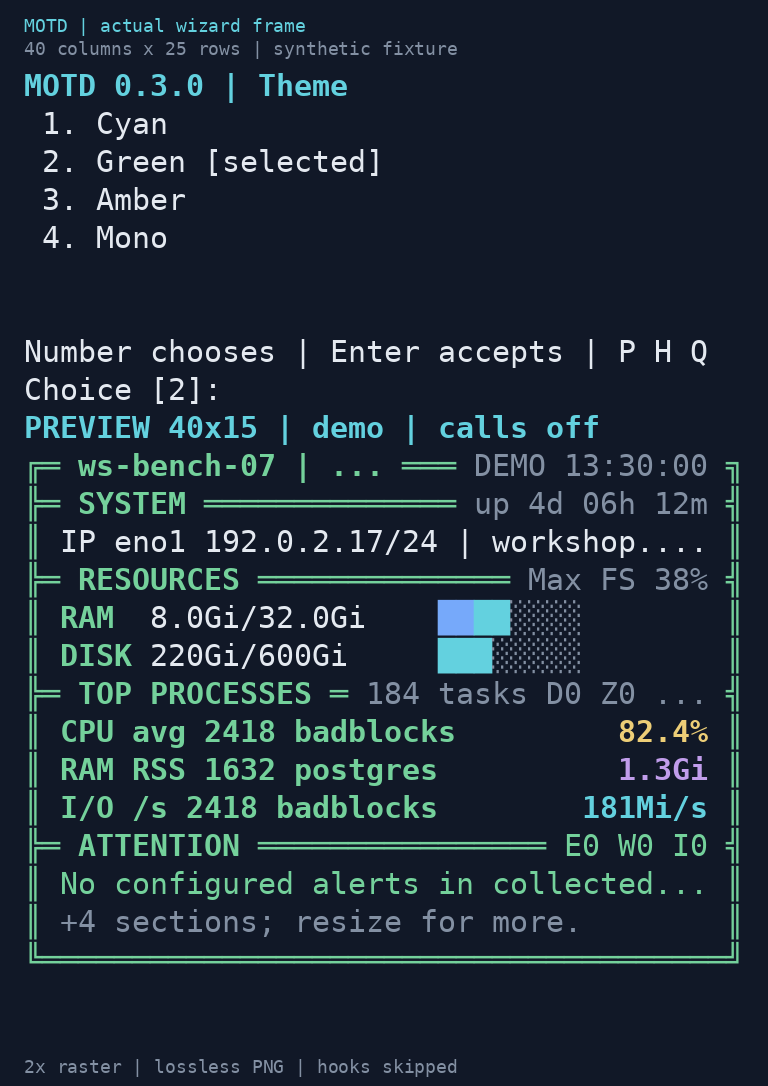 MOTD | actual wizard frame
40 columns x 25 rows | synthetic fixture
MOTD 0.3.0 | Theme
1. Cyan
2. Green [selected]
3. Amber
4. Mono
Number chooses | Enter accepts | P H Q
Choice [2]:
PREVIEW 40x15 | demo | calls off
╔═ ws-bench-07 | ... ═══ DEMO 13:30:00 ╗
╠═ SYSTEM ══════════════ up 4d 06h 12m ╣
║ IP eno1 192.0.2.17/24 | workshop.... ║
╠═ RESOURCES ══════════════ Max FS 38% ╣
║ RAM  8.0Gi/32.0Gi    ████░░░░        ║
║ DISK 220Gi/600Gi     ███░░░░░        ║
╠═ TOP PROCESSES ═ 184 tasks D0 Z0 ... ╣
║ CPU avg 2418 badblocks         82.4% ║
║ RAM RSS 1632 postgres          1.3Gi ║
║ I/O /s 2418 badblocks        181Mi/s ║
╠═ ATTENTION ════════════════ E0 W0 I0 ╣
║ No configured alerts in collected... ║
║ +4 sections; resize for more.        ║
╚══════════════════════════════════════╝
2x raster | lossless PNG | hooks skipped